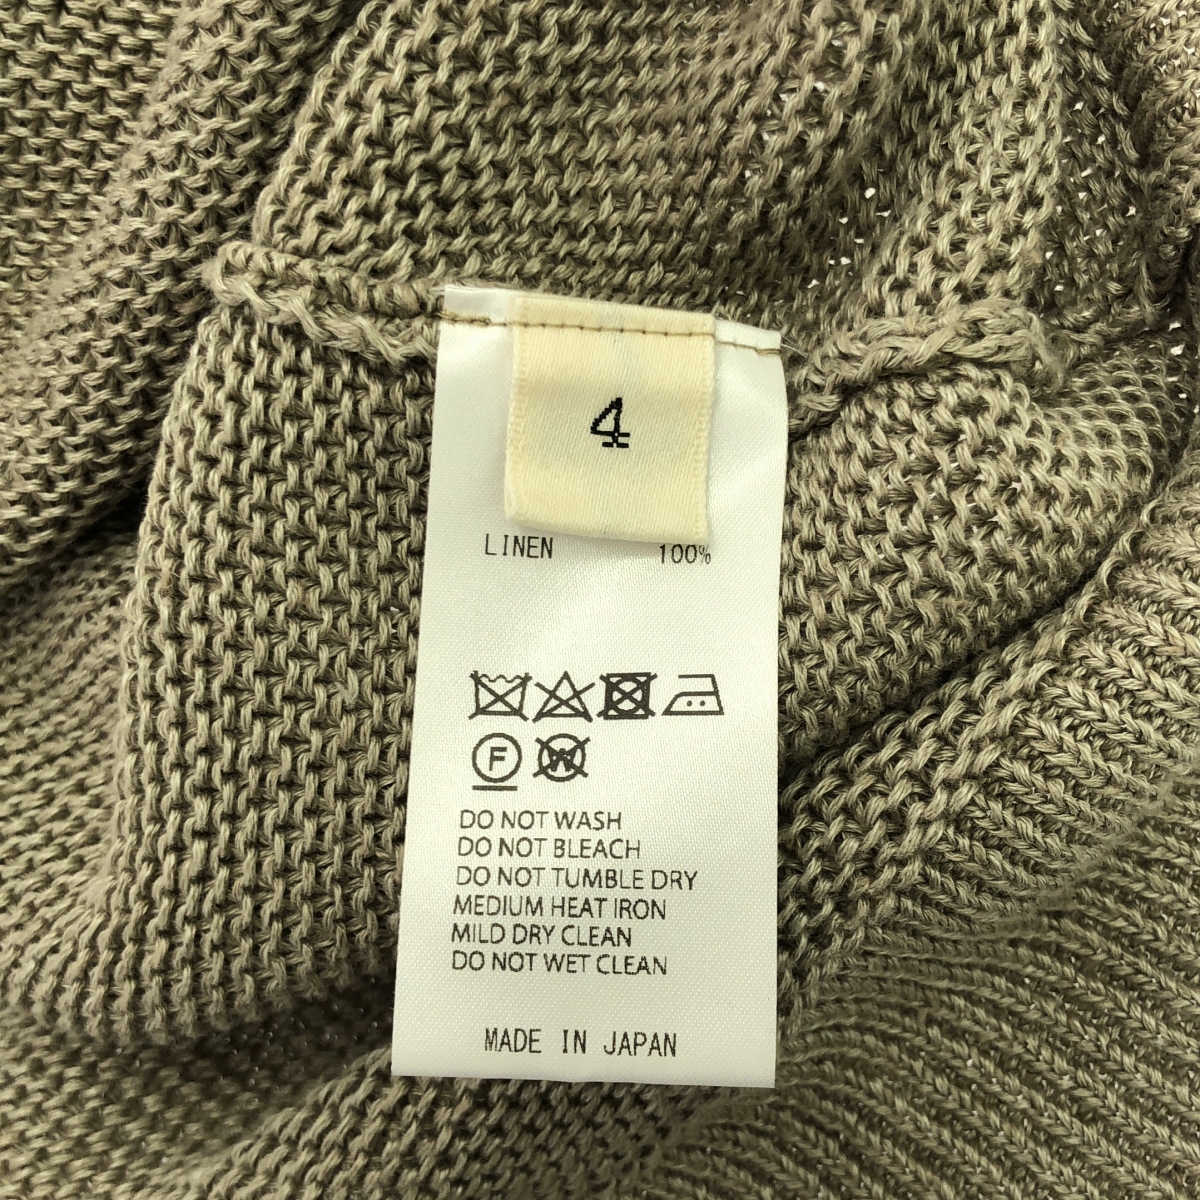 4
LINEN 100%
F W
DO NOT WASH
DO NOT BLEACH
DO NOT TUMBLE DRY
MEDIUM HEAT IRON
MILD DRY CLEAN
DO NOT WET CLEAN
MADE IN JAPAN